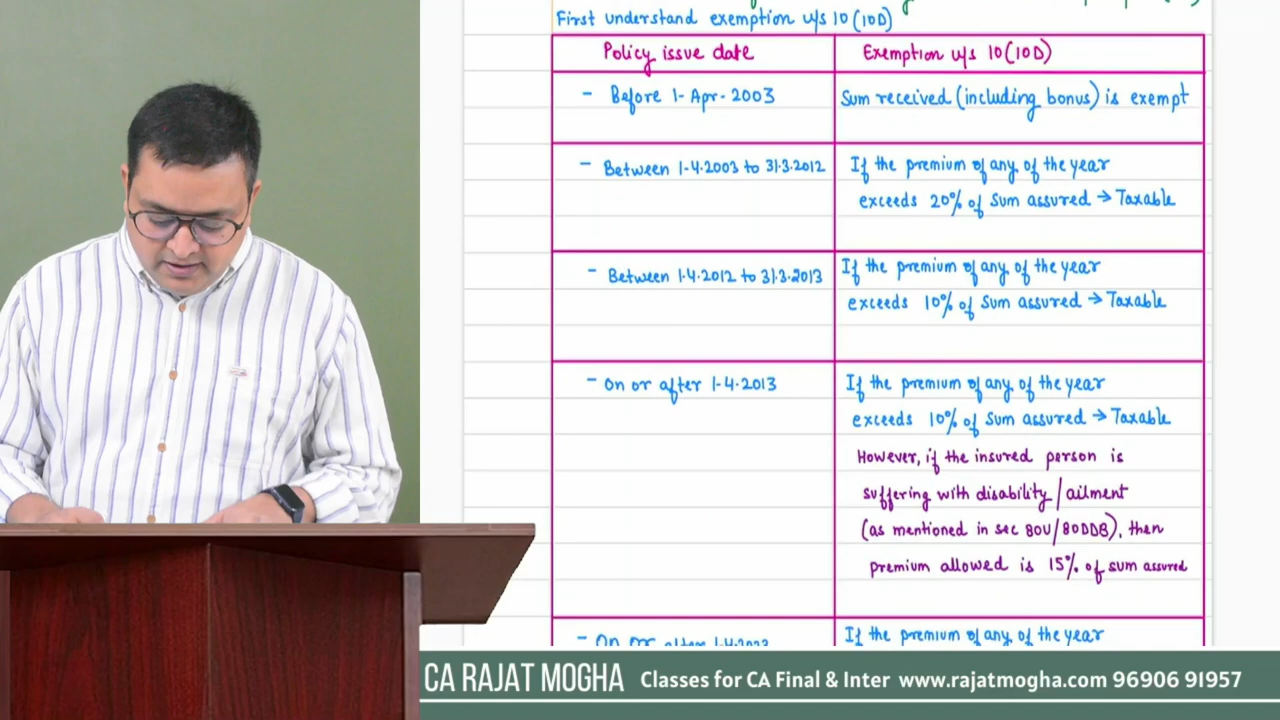 First understand exemption u/s 10(10D)
Policy issue date
Exemption u/s 10(10D)
- Before 1-Apr-2003
Sum received (including bonus) is exempt
- Between 1-4-2003 to 31.3.2012
If the premium of any of the year
exceeds 20% of Sum assured → Taxable
- Between 1.4.2012 to 31.3.2013
If the premium of any of the year
exceeds 10% of Sum assured → Taxable
- On or after 1-4-2013
If the premium of any of the year
exceeds 10% of Sum assured → Taxable
However, if the insured person is
suffering with disability/ailment
(as mentioned in sec 80U/80DDB), then
premium allowed is 15% of sum assured
- On or after 1.4.2023
If the premium of any of the year
CA RAJAT MOGHA Classes for CA Final & Inter www.rajatmogha.com 96906 91957